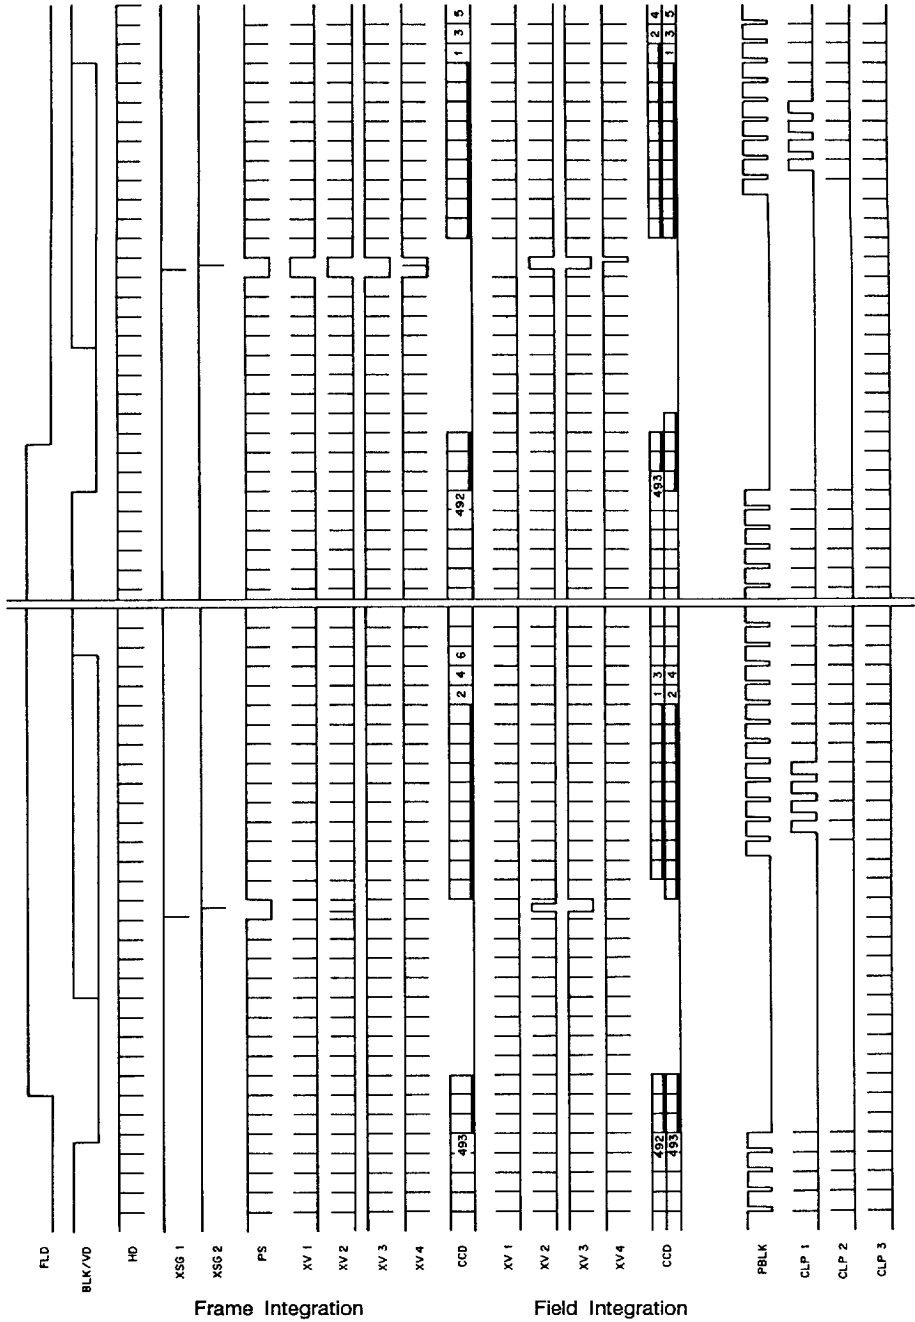 FLD
BLK/VD
HD
XSG 1
XSG 2
PS
XV 1
XV 2
XV 3
XV 4
CCD
493
2 4 6
492
1 3 5
XV 1
XV 2
XV 3
XV 4
CCD
492
493
1 3
2 4
493
2 4
1 3 5
PBLK
CLP 1
CLP 2
CLP 3
Frame Integration
Field Integration